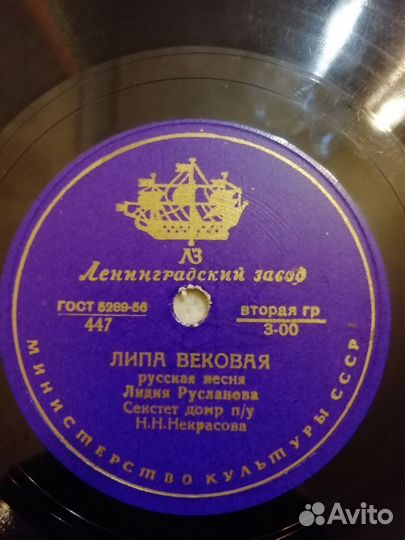 ЛЗ
Ленинградский завод
ГОСТ 5289-56
447
вторая гр
3-00
ЛИПА ВЕКОВАЯ
русская песня
Лидия Русланова
Секстет домр п/у
Н.Н.Некрасова
МИНИСТЕРСТВО КУЛЬТУРЫ СССР
Avito